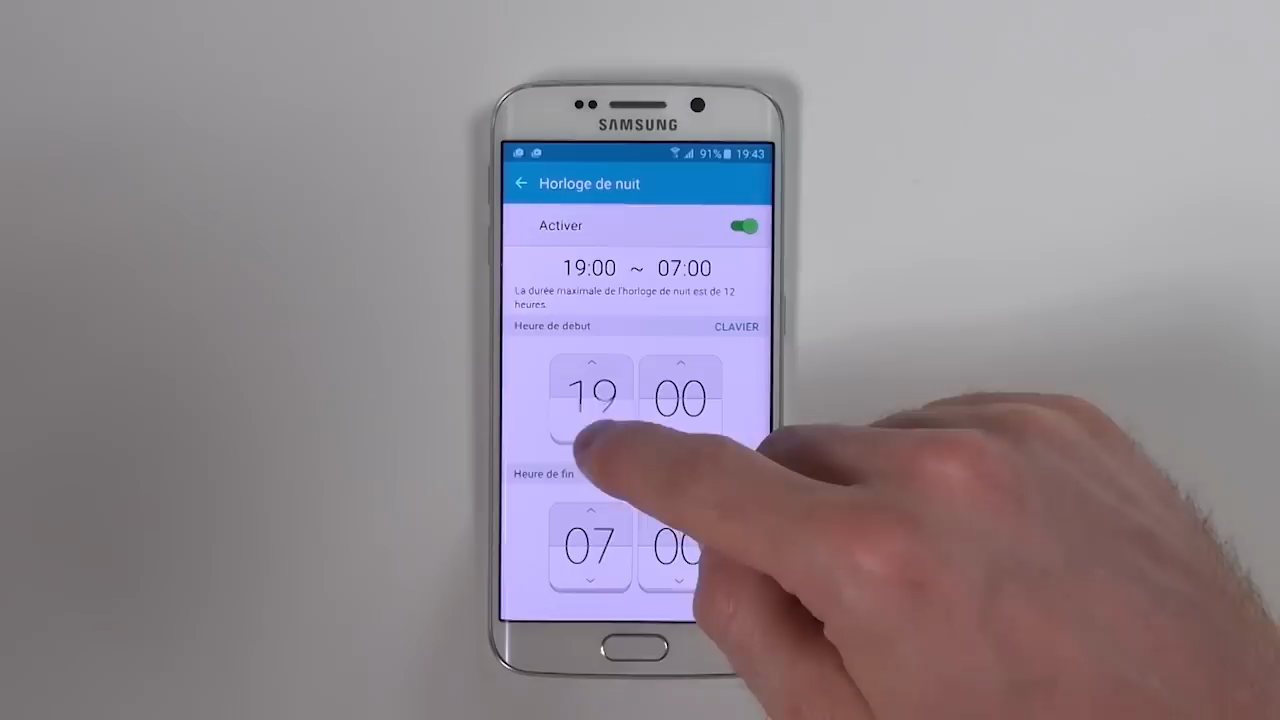 SAMSUNG
91% 19:43
Horloge de nuit
Activer
19:00 ~ 07:00
La durée maximale de l'horloge de nuit est de 12
heures.
Heure de début CLAVIER
19 00
Heure de fin
07 00